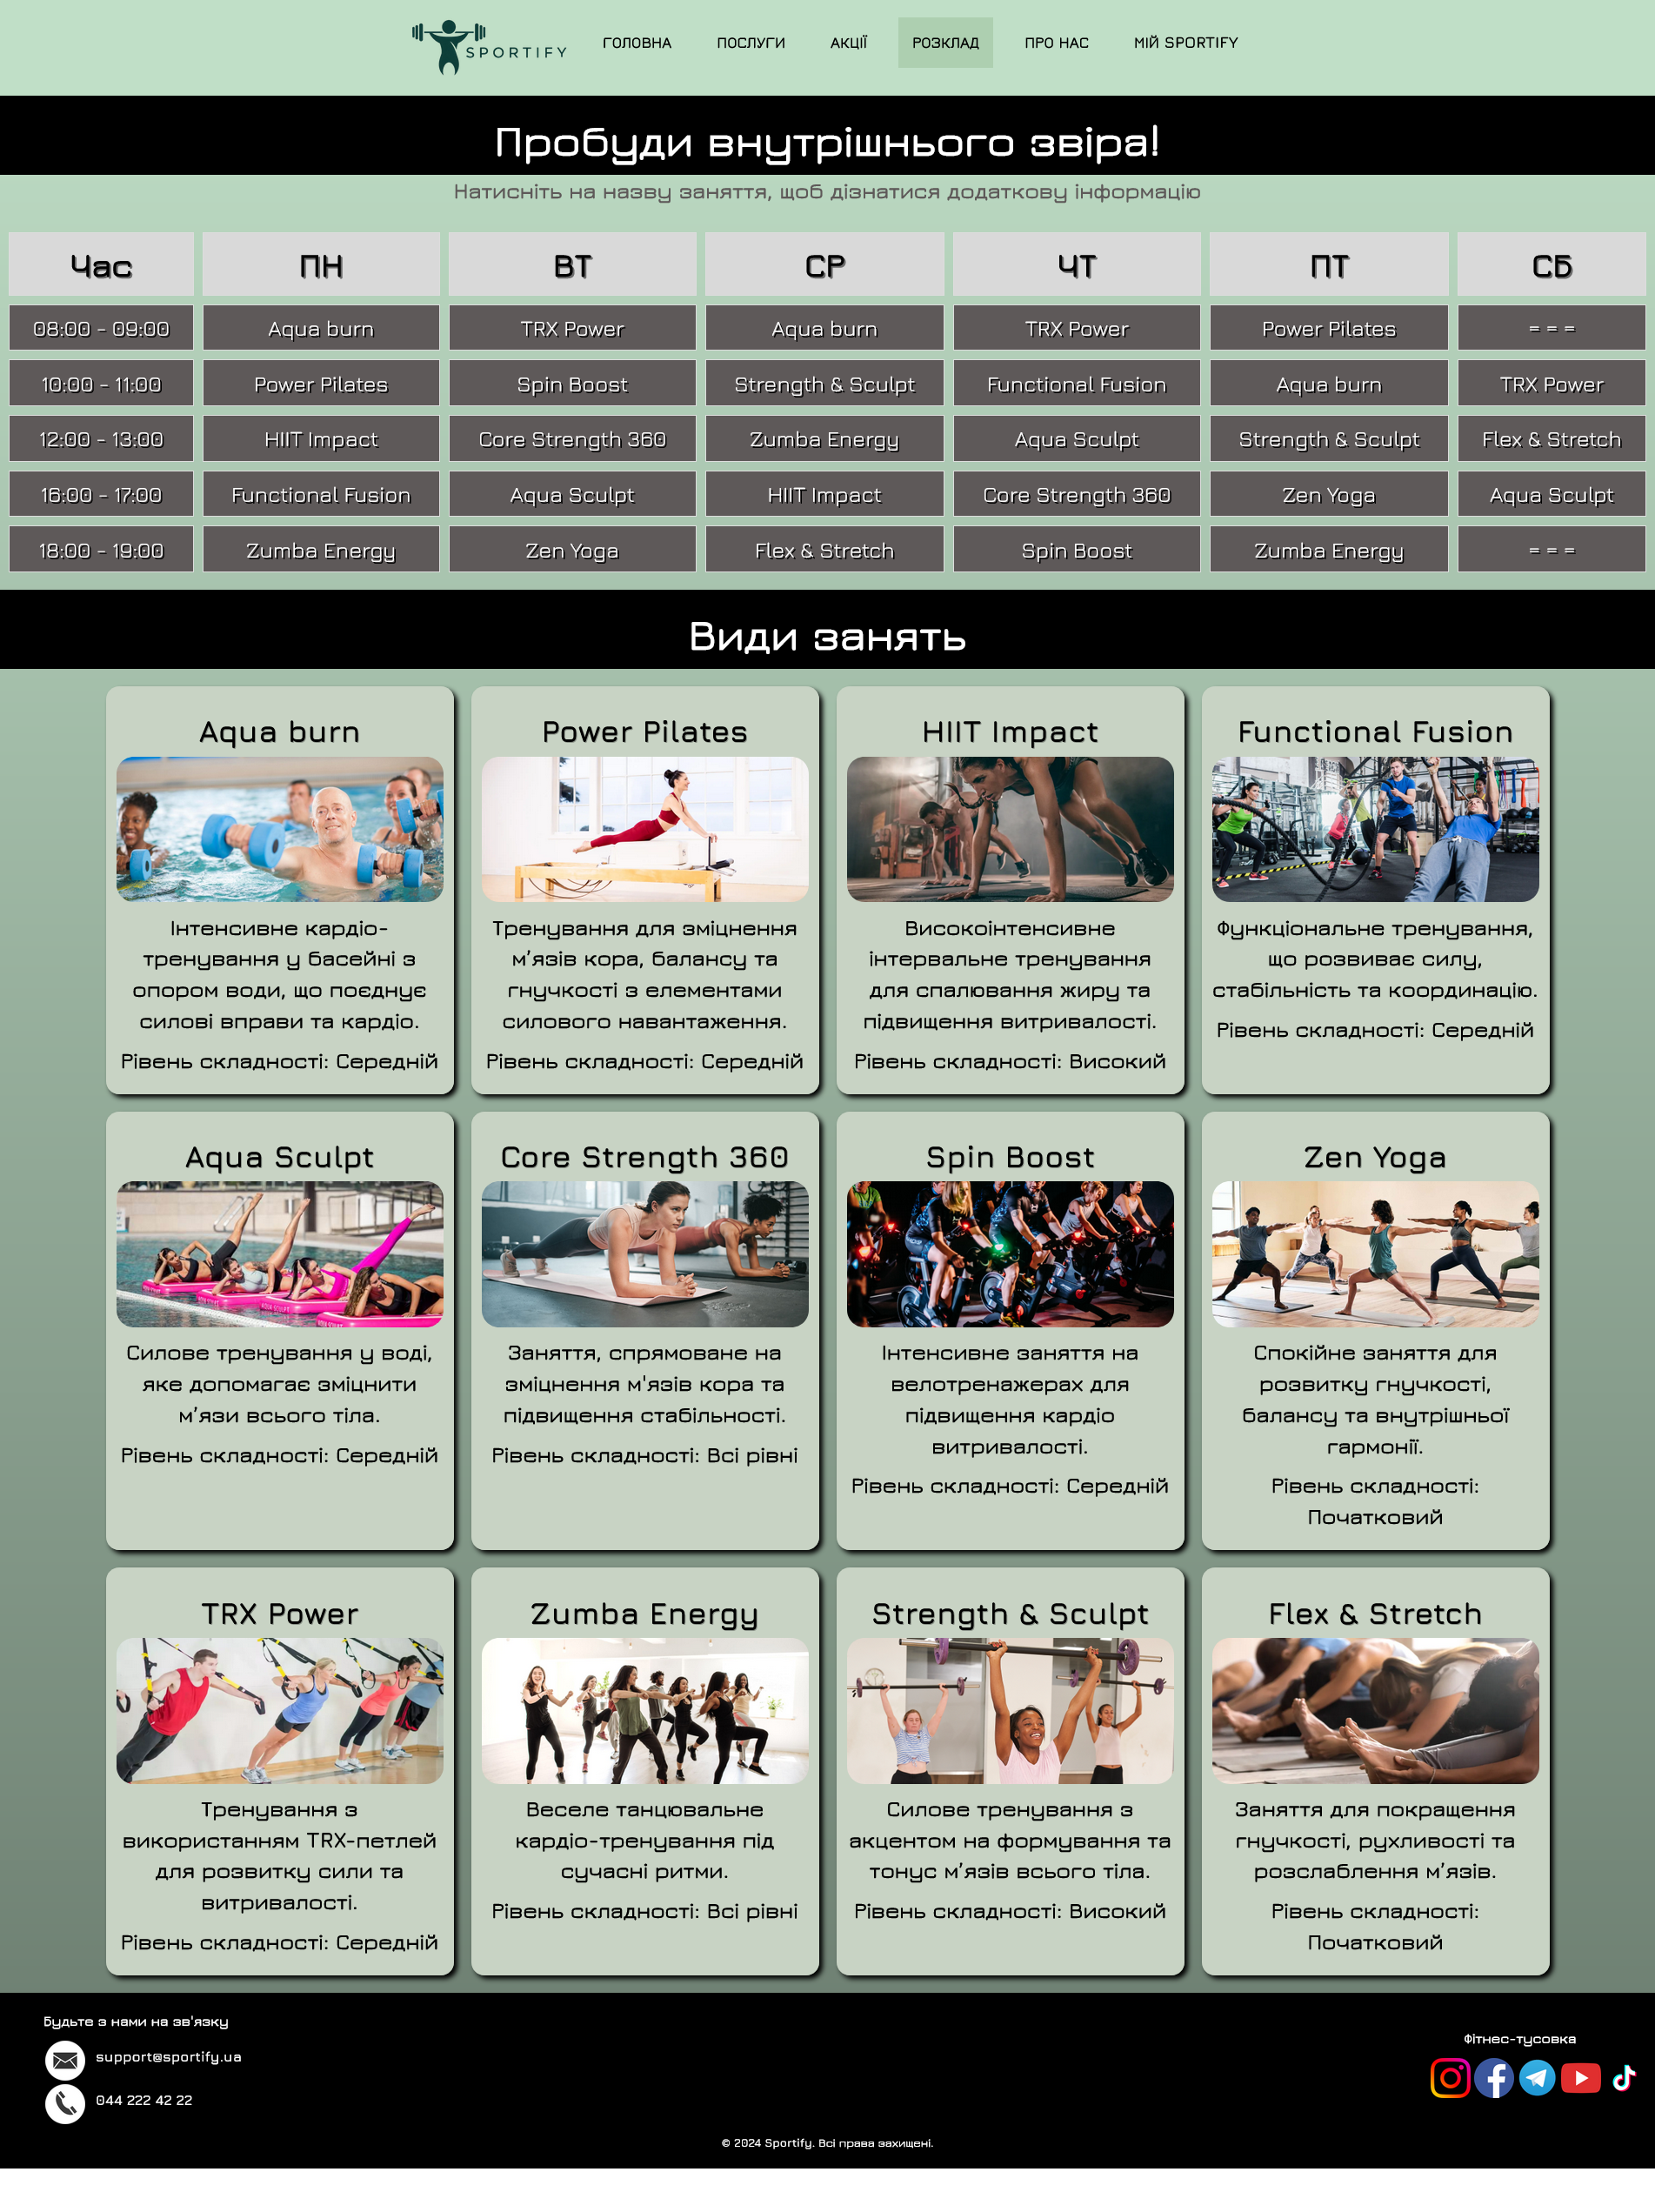 SPORTIFY
ГОЛОВНА ПОСЛУГИ АКЦІЇ РОЗКЛАД ПРО НАС МІЙ SPORTIFY
Пробуди внутрішнього звіра!
Натисніть на назву заняття, щоб дізнатися додаткову інформацію
Час ПН ВТ СР ЧТ ПТ СБ
08:00 - 09:00 Aqua burn TRX Power Aqua burn TRX Power Power Pilates = = =
10:00 - 11:00 Power Pilates Spin Boost Strength & Sculpt Functional Fusion Aqua burn TRX Power
12:00 - 13:00 HIIT Impact Core Strength 360 Zumba Energy Aqua Sculpt Strength & Sculpt Flex & Stretch
16:00 - 17:00 Functional Fusion Aqua Sculpt HIIT Impact Core Strength 360 Zen Yoga Aqua Sculpt
18:00 - 19:00 Zumba Energy Zen Yoga Flex & Stretch Spin Boost Zumba Energy = = =
Види занять
Aqua burn
Інтенсивне кардіо-
тренування у басейні з
опором води, що поєднує
силові вправи та кардіо.
Рівень складності: Середній
Power Pilates
Тренування для зміцнення
м’язів кора, балансу та
гнучкості з елементами
силового навантаження.
Рівень складності: Середній
HIIT Impact
Високоінтенсивне
інтервальне тренування
для спалювання жиру та
підвищення витривалості.
Рівень складності: Високий
Functional Fusion
Функціональне тренування,
що розвиває силу,
стабільність та координацію.
Рівень складності: Середній
Aqua Sculpt
Силове тренування у воді,
яке допомагає зміцнити
м’язи всього тіла.
Рівень складності: Середній
Core Strength 360
Заняття, спрямоване на
зміцнення м'язів кора та
підвищення стабільності.
Рівень складності: Всі рівні
Spin Boost
Інтенсивне заняття на
велотренажерах для
підвищення кардіо
витривалості.
Рівень складності: Середній
Zen Yoga
Спокійне заняття для
розвитку гнучкості,
балансу та внутрішньої
гармонії.
Рівень складності:
Початковий
TRX Power
Тренування з
використанням TRX-петлей
для розвитку сили та
витривалості.
Рівень складності: Середній
Zumba Energy
Веселе танцювальне
кардіо-тренування під
сучасні ритми.
Рівень складності: Всі рівні
Strength & Sculpt
Силове тренування з
акцентом на формування та
тонус м’язів всього тіла.
Рівень складності: Високий
Flex & Stretch
Заняття для покращення
гнучкості, рухливості та
розслаблення м’язів.
Рівень складності:
Початковий
Будьте з нами на зв'язку
support@sportify.ua
044 222 42 22
Фітнес-тусовка
© 2024 Sportify. Всі права захищені.